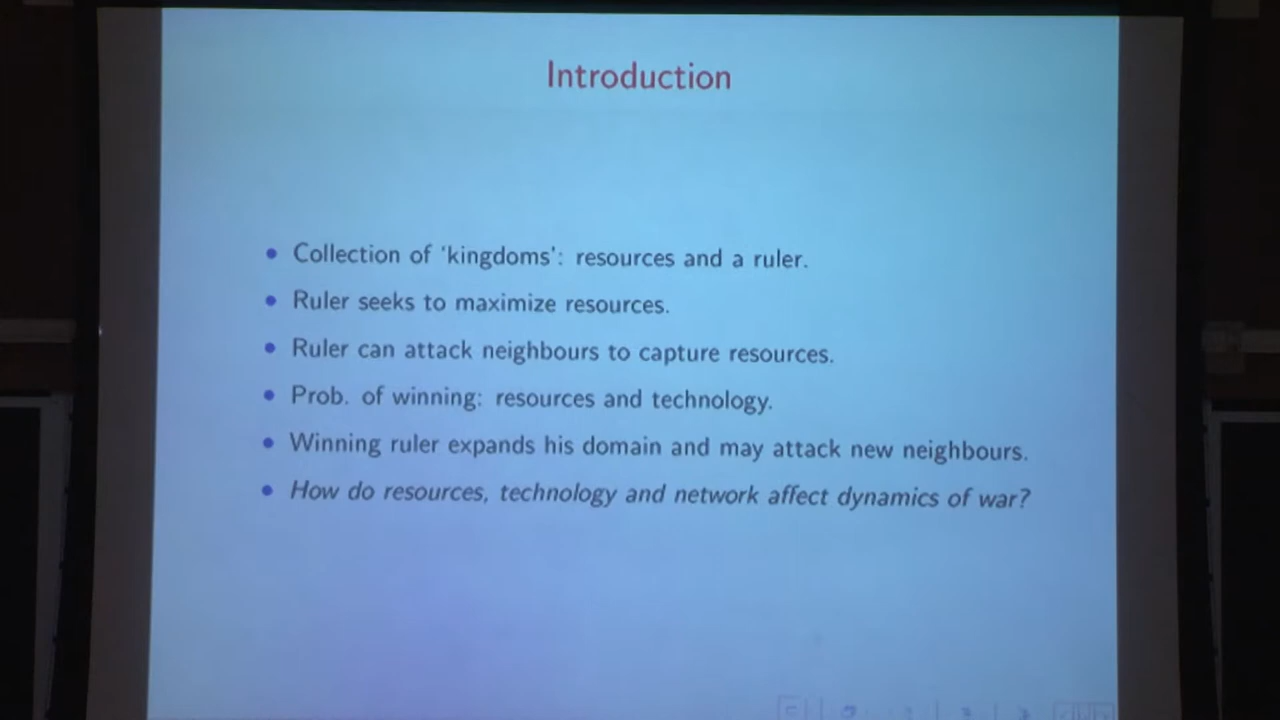 Introduction
Collection of ‘kingdoms’: resources and a ruler.
Ruler seeks to maximize resources.
Ruler can attack neighbours to capture resources.
Prob. of winning: resources and technology.
Winning ruler expands his domain and may attack new neighbours.
How do resources, technology and network affect dynamics of war?